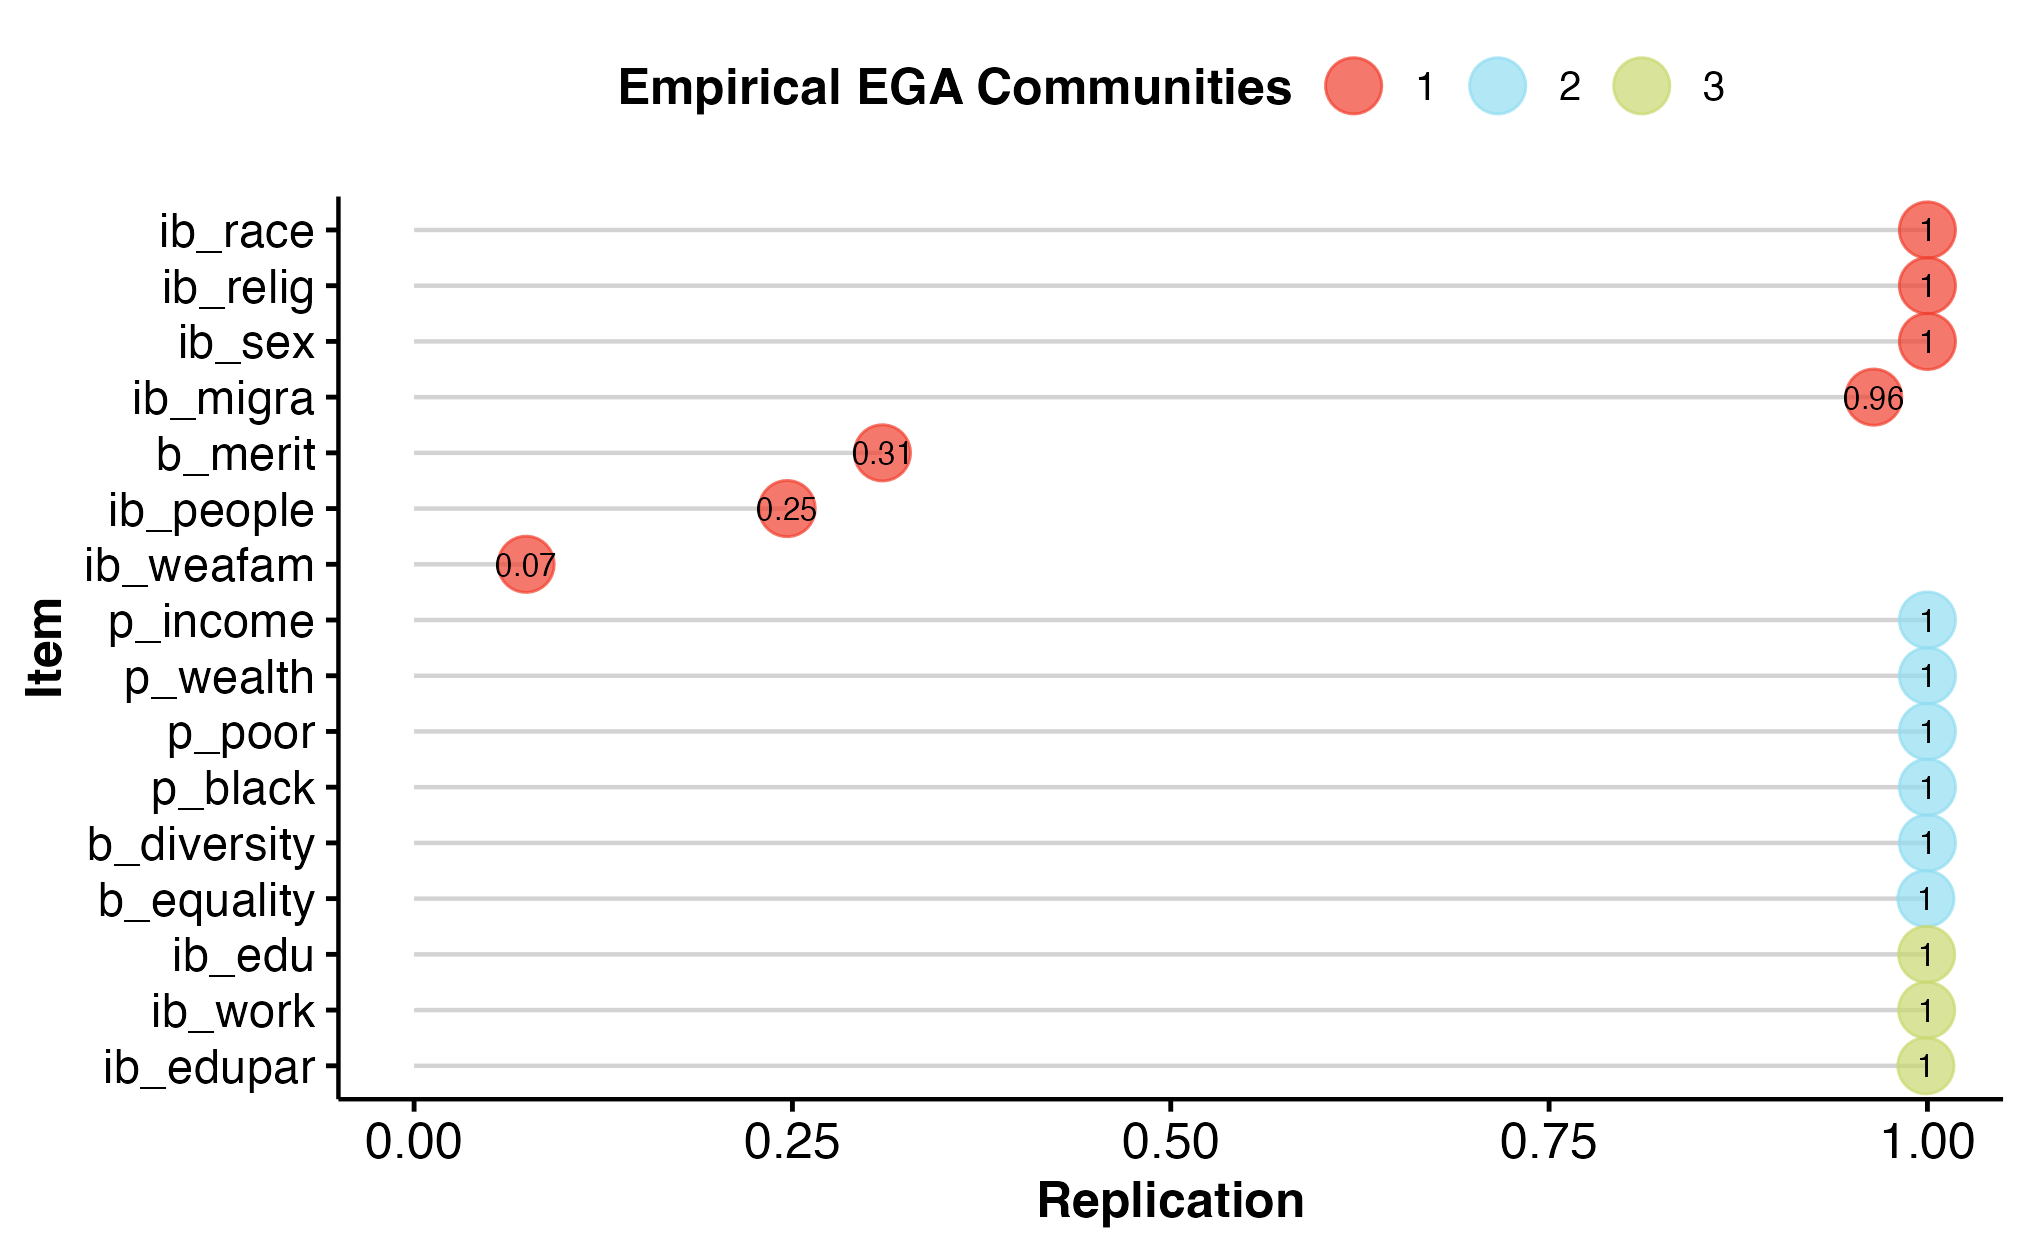 Empirical EGA Communities 1 2 3
ib_race 1
ib_relig 1
ib_sex 1
ib_migra 0.96
b_merit 0.31
ib_people 0.25
ib_weafam 0.07
p_income 1
p_wealth 1
p_poor 1
p_black 1
b_diversity 1
b_equality 1
ib_edu 1
ib_work 1
ib_edupar 1
Item
0.00 0.25 0.50 0.75 1.00
Replication